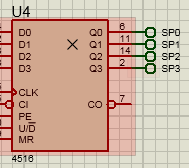 U4
D0 Q0 6 SP0
D1 Q1 11 SP1
D2 Q2 14 SP2
D3 Q3 2 SP3
CLK
CI CO 7
PE
U/D
MR
4516